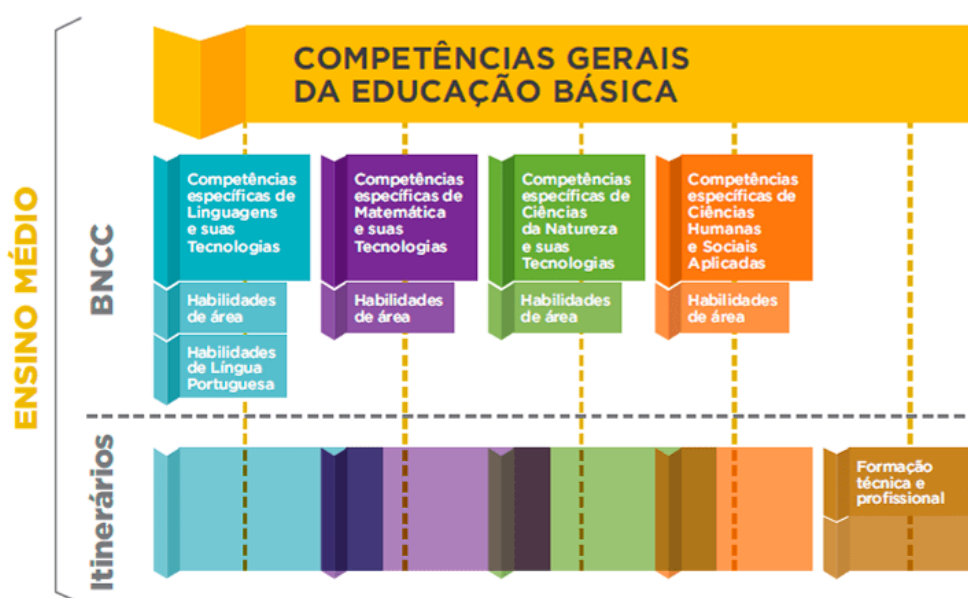 ENSINO MÉDIO
BNCC
COMPETÊNCIAS GERAIS
DA EDUCAÇÃO BÁSICA
Competências
específicas de
Linguagens
e suas
Tecnologias
Habilidades
de área
Habilidades
de Língua
Portuguesa
Competências
específicas de
Matemática
e suas
Tecnologias
Habilidades
de área
Competências
específicas de
Ciências
da Natureza
e suas
Tecnologias
Habilidades
de área
Competências
específicas de
Ciências
Humanas
e Sociais
Aplicadas
Habilidades
de área
Itinerários
Formação
técnica e
profissional